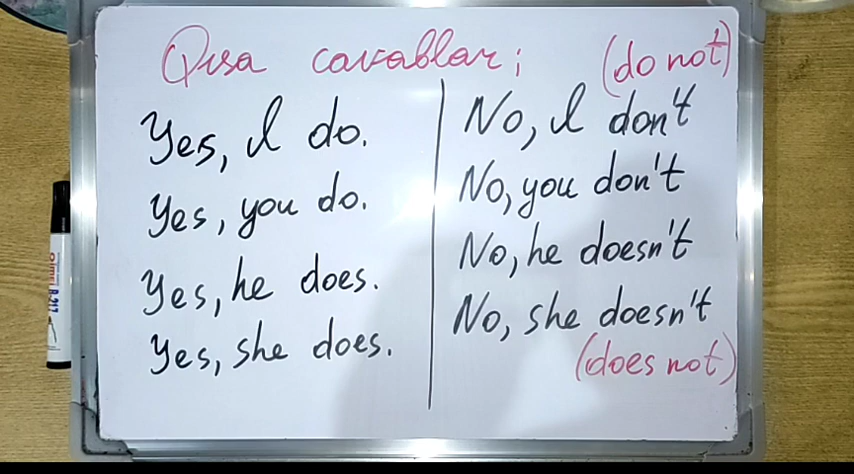 Qısa cavablar; (do not)
Yes, I do.
No, I don't
Yes, you do.
No, you don't
Yes, he does.
No, he doesn't
Yes, she does.
No, she doesn't
(does not)